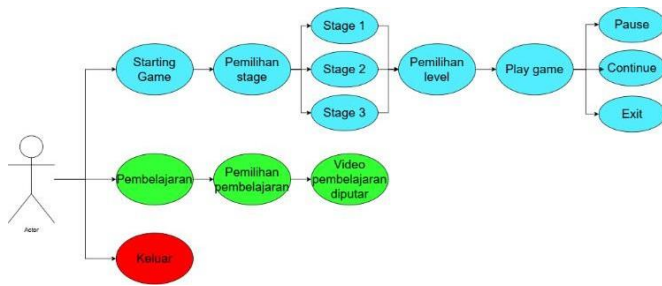 Starting
Game
Pemilihan
stage
Stage 1
Stage 2
Stage 3
Pemilihan
level
Play game
Pause
Continue
Exit
Pembelajaran
Pemilihan
pembelajaran
Video
pembelajaran
diputar
Keluar
Actor